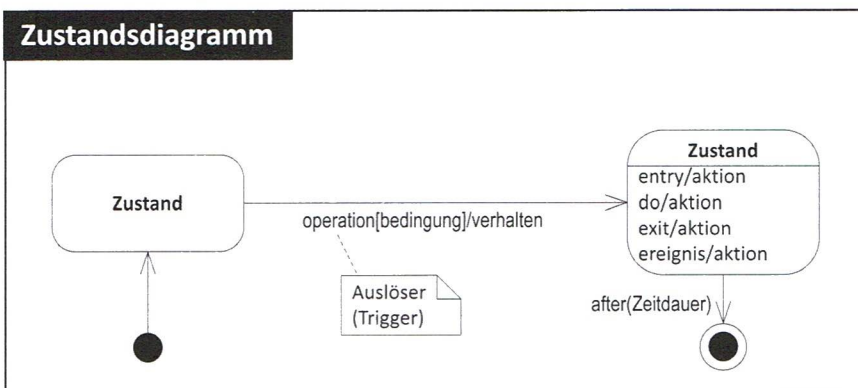 Zustandsdiagramm
Zustand
operation[bedingung]/verhalten
Auslöser
(Trigger)
Zustand
entry/aktion
do/aktion
exit/aktion
ereignis/aktion
after(Zeitdauer)